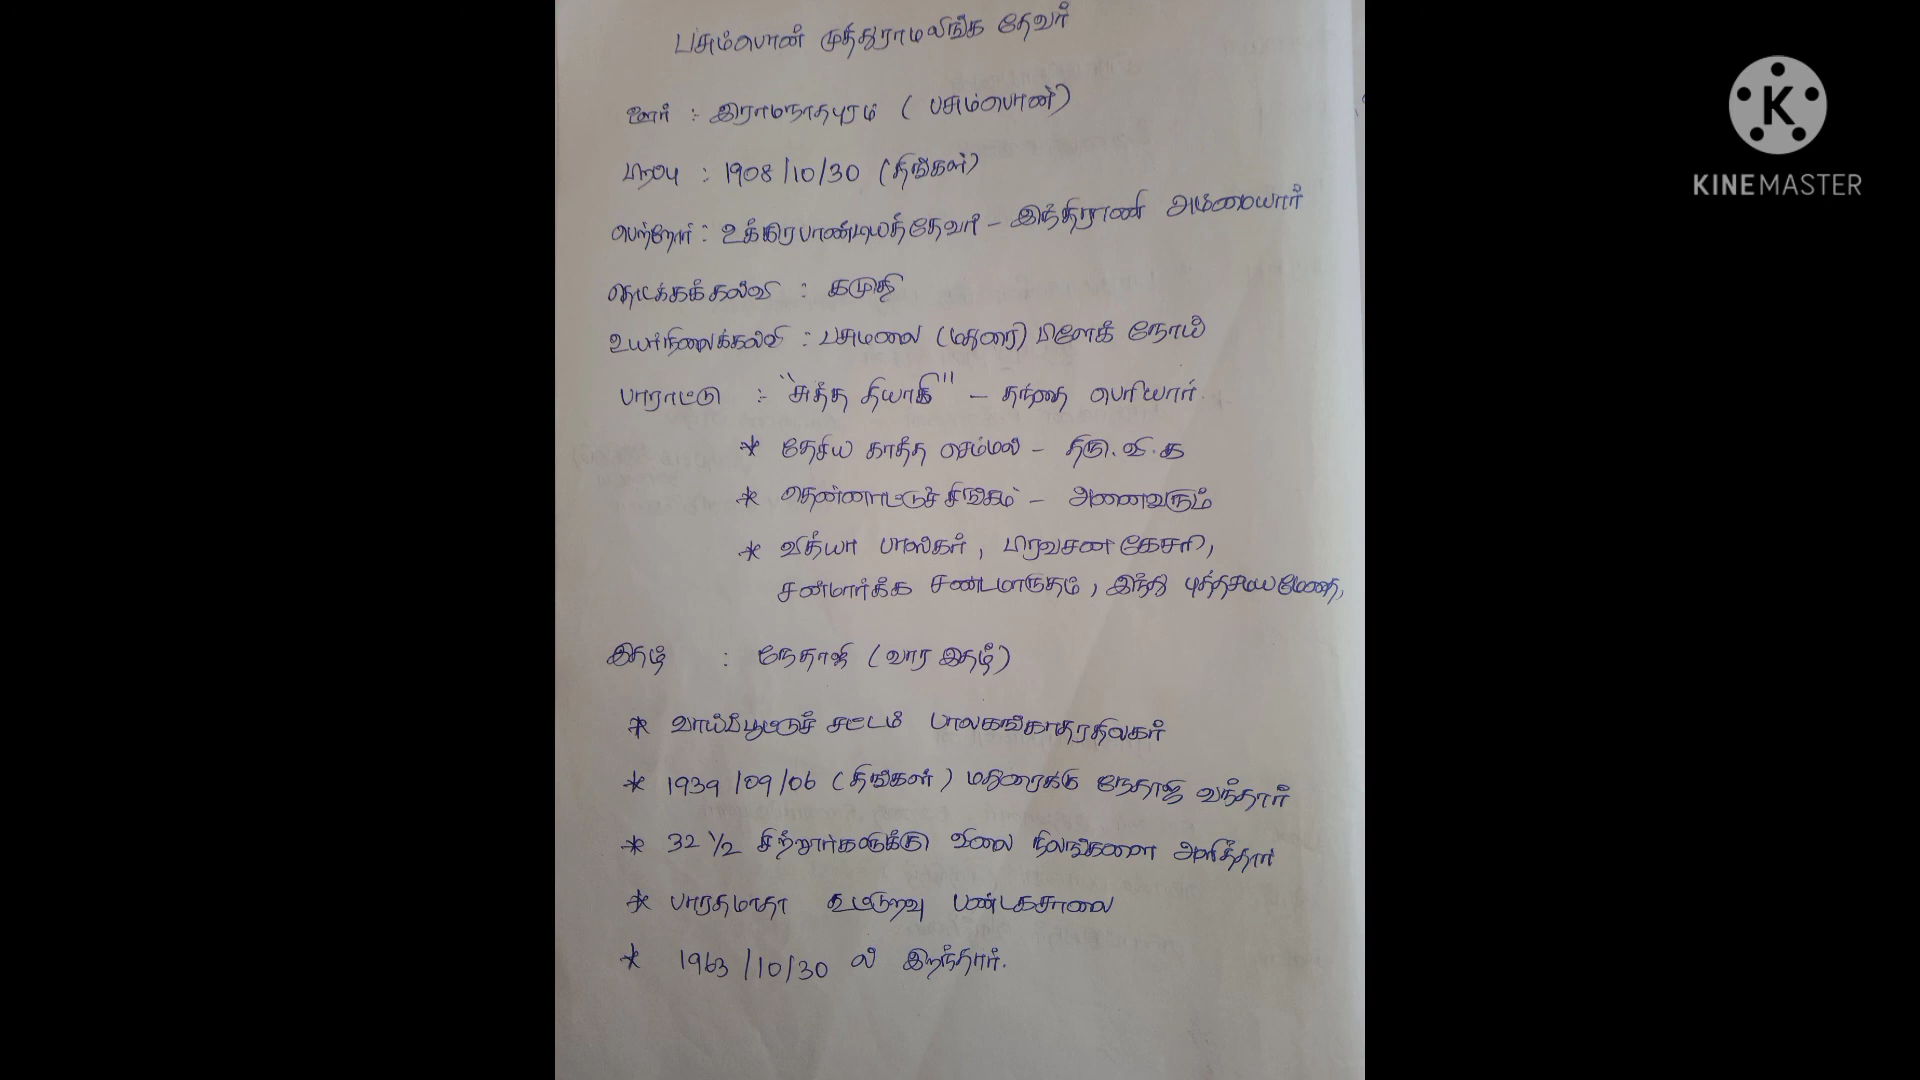 பசும்பொன் முத்துராமலிங்க தேவர்
ஊர் : இராமநாதபுரம் ( பசும்பொன்)
பிறப்பு : 1908/10/30 (திங்கள்)
பெற்றோர் : உக்கிரபாண்டியத்தேவர் – இந்திராணி அம்மையார்
தொடக்கக்கல்வி : கமுதி
உயர்நிலைக்கல்வி : பசுமலை (மதுரை) பிளேக் நோய்
பாராட்டு : "சுத்த தியாகி" – தந்தை பெரியார்.
* தேசிய காத்த செம்மல் – திரு.வி.க
* தென்னாட்டுச் சிங்கம் – அனைவரும்
* வித்யா பாஸ்கர், பிரவசன கேசரி,
சன்மார்க்க சண்டமாருதம், இந்து புத்தசமய மேதை,
இதழ் : நேதாஜி (வார இதழ்)
* வாய்ப்பூட்டுச் சட்டம் பாலகங்காதரதிலகர்
* 1939/09/06 (திங்கள்) மதுரைக்கு நேதாஜி வந்தார்
* 32 1/2 சிற்றூர்களுக்கு விலை நிலங்களை அளித்தார்
* பாரதமாதா கூட்டுறவு பண்டகசாலை
* 1963/10/30 ல் இறந்தார்.
KINEMASTER